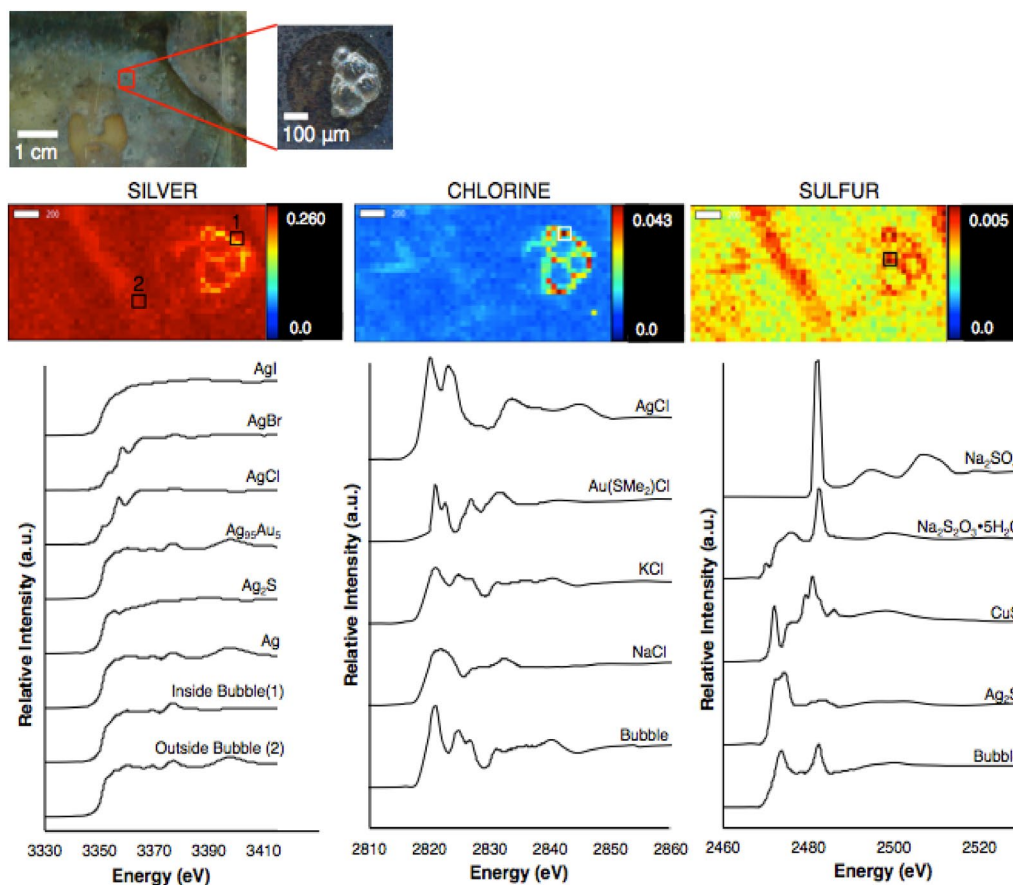 1 cm
100 µm
SILVER
CHLORINE
SULFUR
200
1
2
0.260
0.0
200
0.043
0.0
200
0.005
0.0
Relative Intensity (a.u.)
AgI
AgBr
AgCl
Ag₉₅Au₅
Ag₂S
Ag
Inside Bubble(1)
Outside Bubble (2)
3330 3350 3370 3390 3410
Energy (eV)
Relative Intensity (a.u.)
AgCl
Au(SMe₂)Cl
KCl
NaCl
Bubble
2810 2820 2830 2840 2850 2860
Energy (eV)
Relative Intensity (a.u.)
Na₂SO
Na₂S₂O₃•5H₂O
CuS
Ag₂S
Bubbl
2460 2480 2500 2520
Energy (eV)